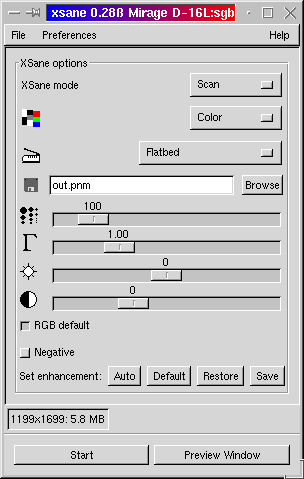 xsane 0.28ß Mirage D-16L:sgb
File Preferences Help
XSane options
XSane mode Scan
Color
Flatbed
out.pnm Browse
100
1.00
0
0
RGB default
Negative
Set enhancement: Auto Default Restore Save
1199x1699: 5.8 MB
Start Preview Window